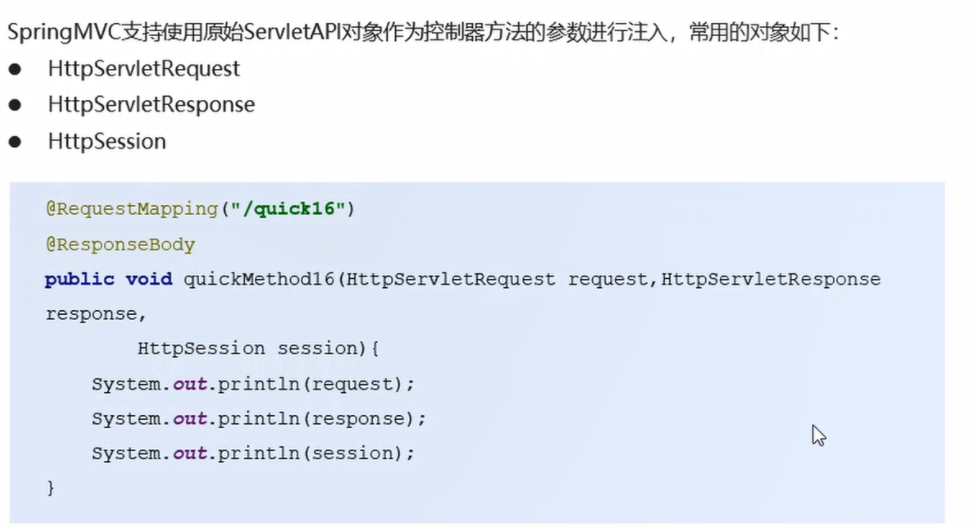 SpringMVC支持使用原始ServletAPI对象作为控制器方法的参数进行注入，常用的对象如下：
● HttpServletRequest
● HttpServletResponse
● HttpSession
@RequestMapping("/quick16")
@ResponseBody
public void quickMethod16(HttpServletRequest request,HttpServletResponse
response,
        HttpSession session){
    System.out.println(request);
    System.out.println(response);
    System.out.println(session);
}